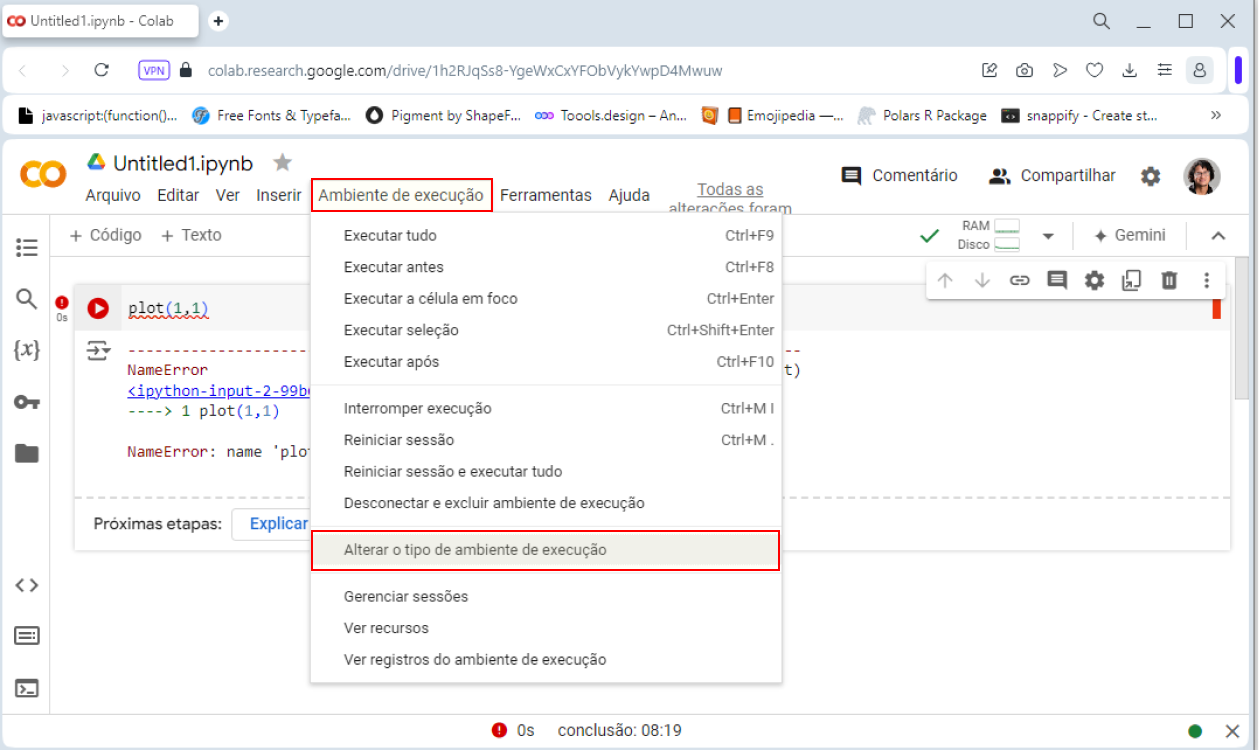 Untitled1.ipynb - Colab
VPN
colab.research.google.com/drive/1h2RJqSs8-YgeWxCxYFObVykYwpD4Mwuw
javascript:(function()... Free Fonts & Typefa... Pigment by ShapeF... Toools.design – An... Emojipedia —... Polars R Package snappify - Create st... »
Untitled1.ipynb
Comentário Compartilhar
Arquivo Editar Ver Inserir Ambiente de execução Ferramentas Ajuda Todas as
alterações foram
+ Código + Texto
RAM
Disco
Gemini
Executar tudo Ctrl+F9
Executar antes Ctrl+F8
Executar a célula em foco Ctrl+Enter
Executar seleção Ctrl+Shift+Enter
Executar após Ctrl+F10
Interromper execução Ctrl+M I
Reiniciar sessão Ctrl+M .
Reiniciar sessão e executar tudo
Desconectar e excluir ambiente de execução
Alterar o tipo de ambiente de execução
Gerenciar sessões
Ver recursos
Ver registros do ambiente de execução
0s
plot(1,1)
{x}
---------------------
NameError t)
<ipython-input-2-99b
----> 1 plot(1,1)
NameError: name 'plo
Próximas etapas: Explicar
0s conclusão: 08:19